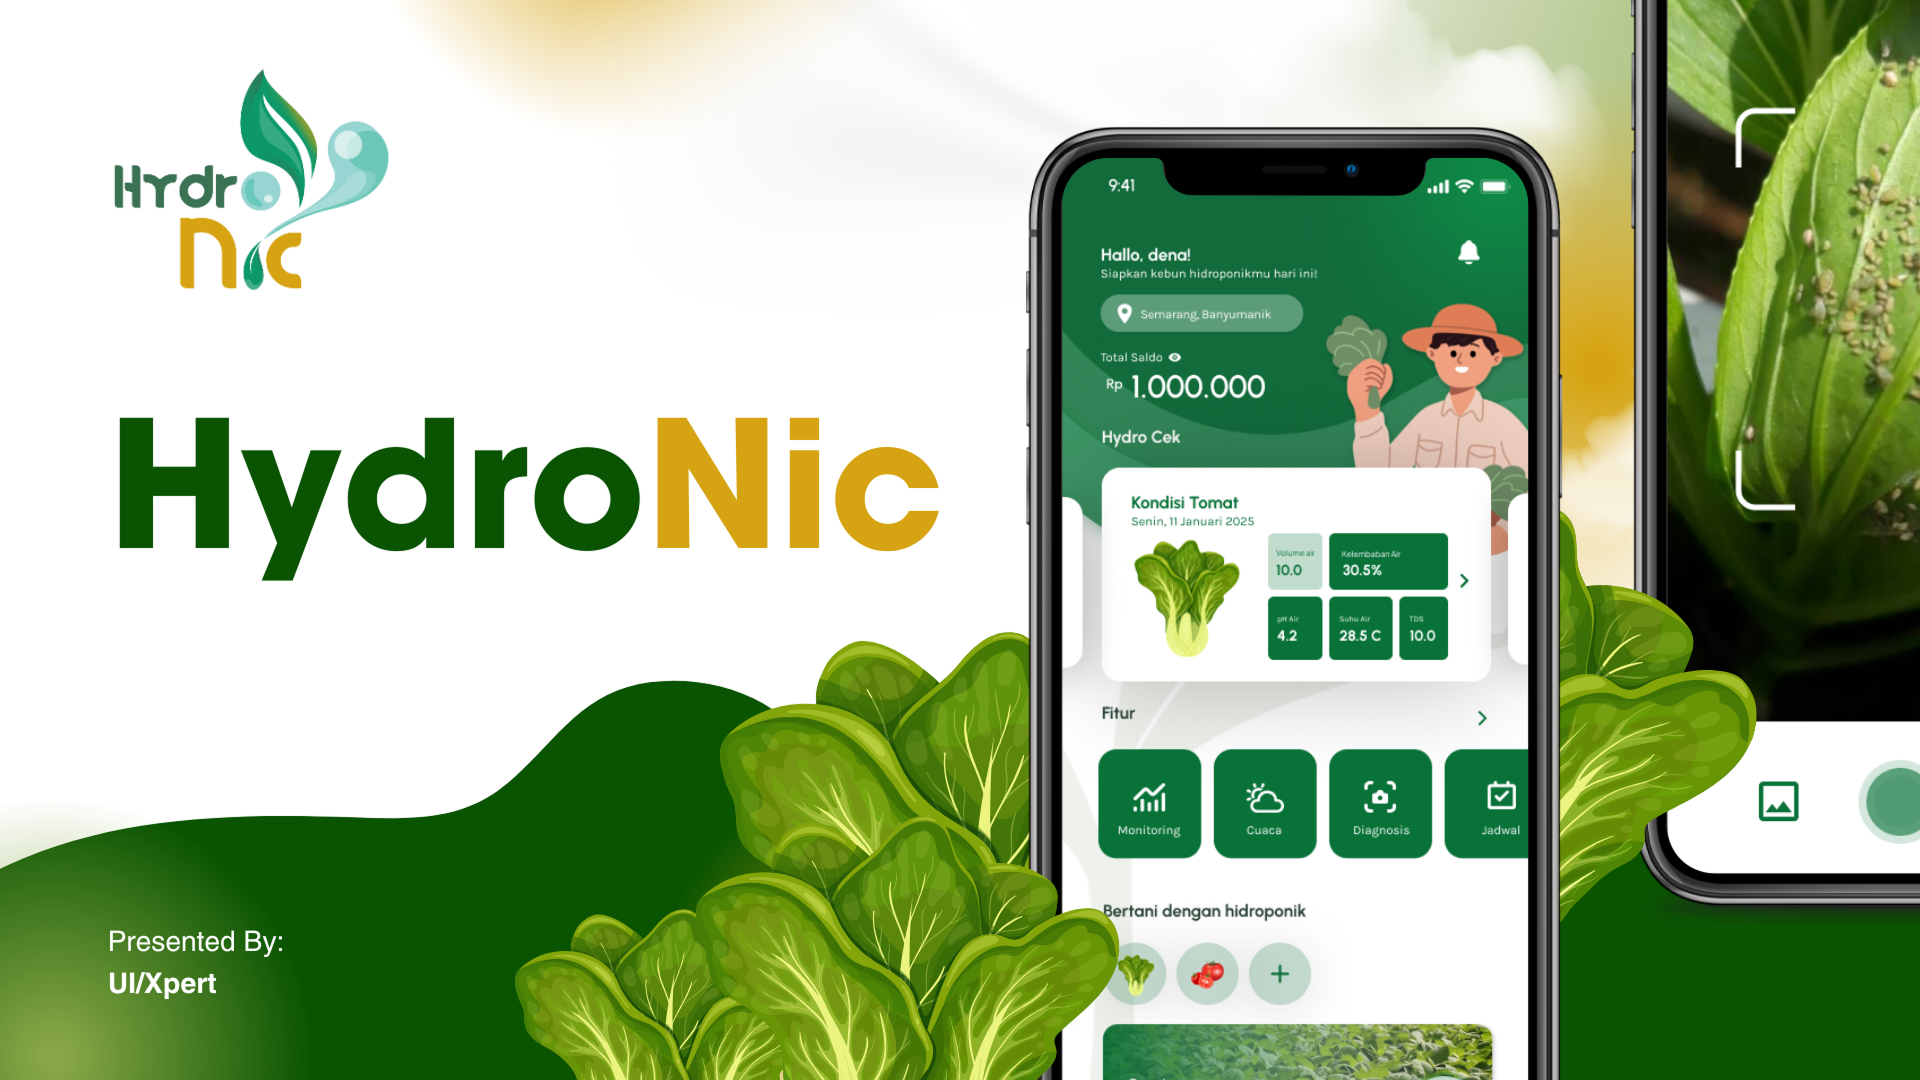 Hydro
Nic
HydroNic
Presented By:
UI/Xpert
9:41
Hallo, dena!
Siapkan kebun hidroponikmu hari ini!
Semarang, Banyumanik
Total Saldo
Rp 1.000.000
Hydro Cek
Kondisi Tomat
Senin, 11 Januari 2025
Volume air
10.0
Kelembaban Air
30.5%
pH Air
4.2
Suhu Air
28.5 C
TDS
10.0
Fitur
Monitoring
Cuaca
Diagnosis
Jadwal
Bertani dengan hidroponik